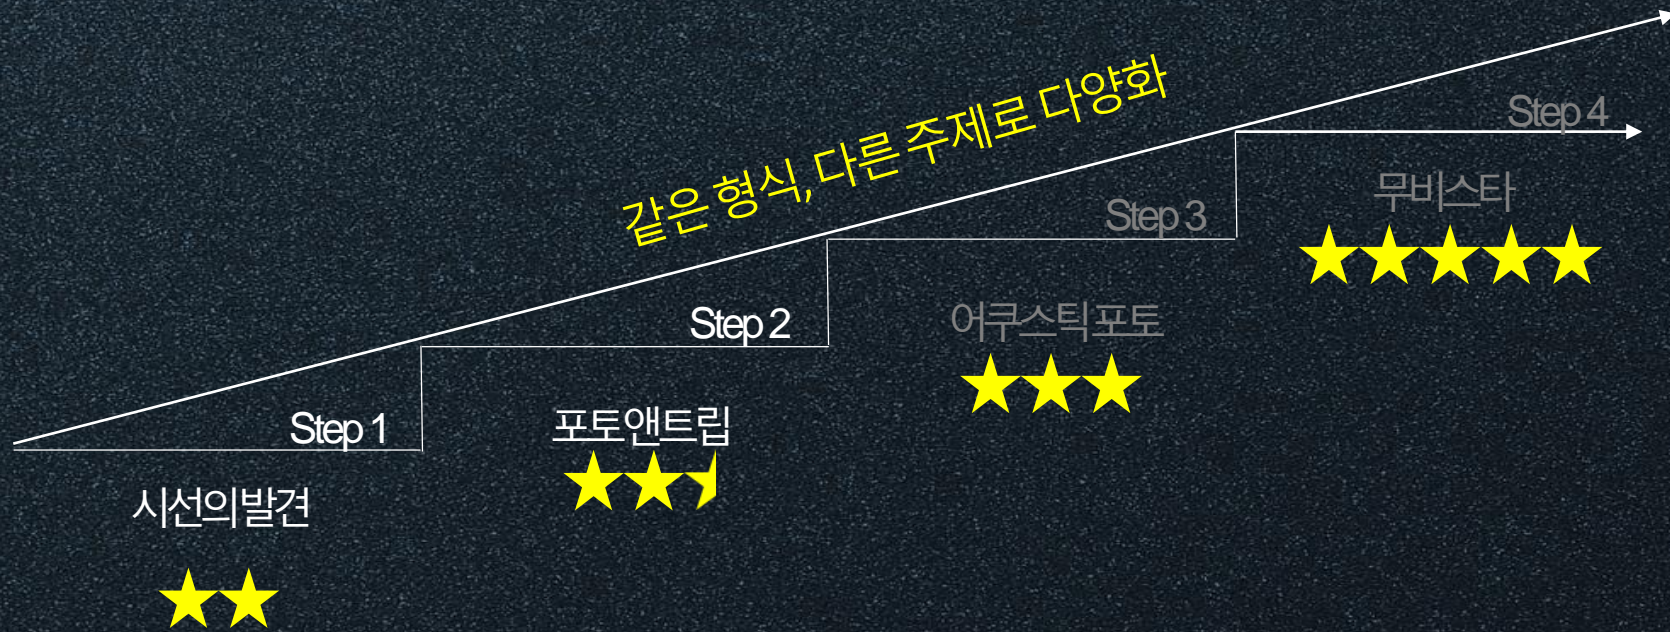 같은 형식, 다른 주제로 다양화
Step 1
시선의발견
Step 2
포토앤트립
Step 3
어쿠스틱포토
Step 4
무비스타